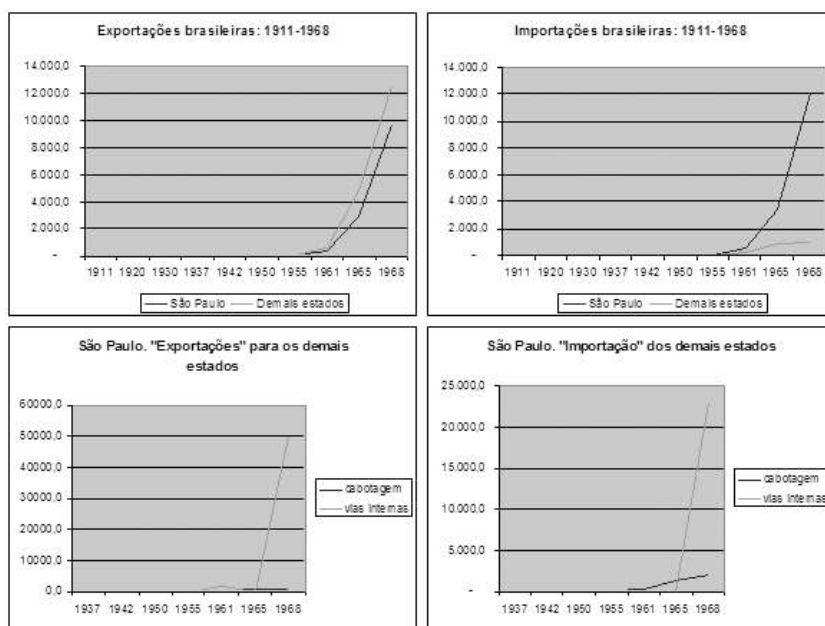 Exportações brasileiras: 1911-1968
14.000,0
12.000,0
10.000,0
8.000,0
6.000,0
4.000,0
2.000,0
-
1911 1920 1930 1937 1942 1950 1955 1961 1965 1968
São Paulo Demais estados
Importações brasileiras: 1911-1968
14.000,0
12.000,0
10.000,0
8.000,0
6.000,0
4.000,0
2.000,0
-
1911 1920 1930 1937 1942 1950 1955 1961 1965 1968
São Paulo Demais estados
São Paulo. "Exportações" para os demais
estados
60000,0
50000,0
40000,0
30000,0
20000,0
10000,0
0,0
1937 1942 1950 1955 1961 1965 1968
cabotagem
vias internas
São Paulo. "Importação" dos demais estados
25.000,0
20.000,0
15.000,0
10.000,0
5.000,0
-
1937 1942 1950 1955 1961 1965 1968
cabotagem
vias internas